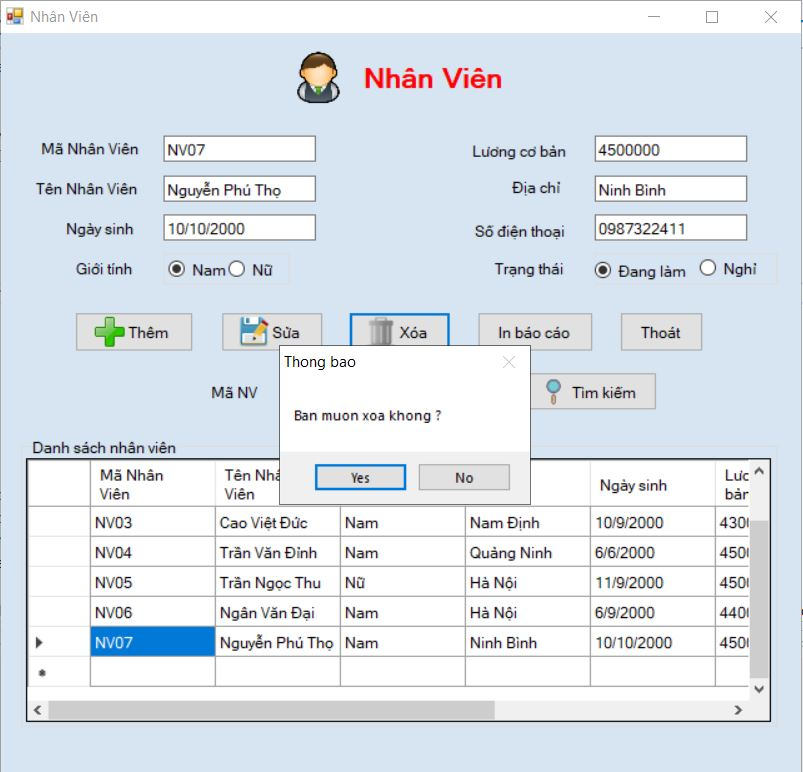 Nhân Viên
Nhân Viên
Mã Nhân Viên NV07 Lương cơ bản 4500000
Tên Nhân Viên Nguyễn Phú Thọ Địa chỉ Ninh Bình
Ngày sinh 10/10/2000 Số điện thoại 0987322411
Giới tính Nam Nữ Trạng thái Đang làm Nghỉ
Thêm Sửa Xóa In báo cáo Thoát
Thong bao
Mã NV Tìm kiếm
Ban muon xoa khong ?
Yes No
Danh sách nhân viên
Mã Nhân Viên Tên Viên Ngày sinh
NV03 Cao Việt Đức Nam Nam Định 10/9/2000 430
NV04 Trần Văn Đình Nam Quảng Ninh 6/6/2000 450
NV05 Trần Ngọc Thu Nữ Hà Nội 11/9/2000 450
NV06 Ngân Văn Đại Nam Hà Nội 6/9/2000 440
NV07 Nguyễn Phú Thọ Nam Ninh Bình 10/10/2000 450